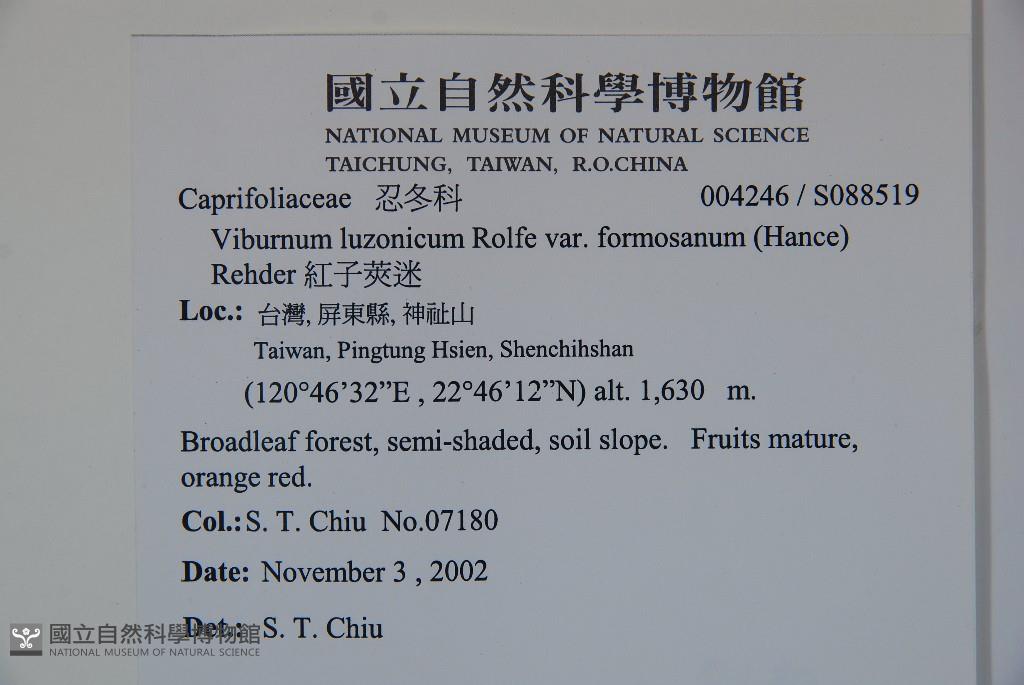 國立自然科學博物館
NATIONAL MUSEUM OF NATURAL SCIENCE
TAICHUNG, TAIWAN, R.O.CHINA
Caprifoliaceae 忍冬科 004246 / S088519
Viburnum luzonicum Rolfe var. formosanum (Hance)
Rehder 紅子莢迷
Loc.: 台灣, 屏東縣, 神祉山
Taiwan, Pingtung Hsien, Shenchihshan
(120°46’32”E , 22°46’12”N) alt. 1,630 m.
Broadleaf forest, semi-shaded, soil slope. Fruits mature,
orange red.
Col.: S. T. Chiu No.07180
Date: November 3 , 2002
Det.: S. T. Chiu
國立自然科學博物館
NATIONAL MUSEUM OF NATURAL SCIENCE